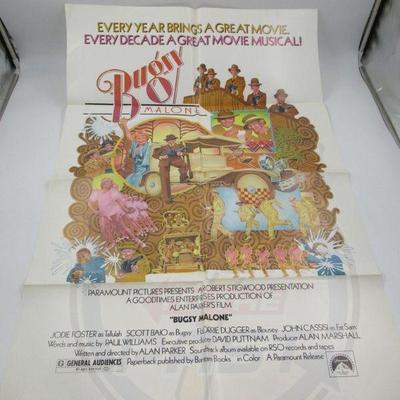 EVERY YEAR BRINGS A GREAT MOVIE.
EVERY DECADE A GREAT MOVIE MUSICAL!
Bugsy
MALONE
PARAMOUNT PICTURES PRESENTS A ROBERT STIGWOOD PRESENTATION
A GOODTIMES ENTERPRISES PRODUCTION OF
ALAN PARKER'S FILM
"BUGSY MALONE"
JODIE FOSTER as Tallulah SCOTT BAIO as Bugsy FLORRIE DUGGER as Blousey JOHN CASSISI as Fat Sam
Words and music by PAUL WILLIAMS Executive producer DAVID PUTTNAM Producer ALAN MARSHALL
Written and directed by ALAN PARKER Soundtrack album available on RSO records and tapes
G GENERAL AUDIENCES Paperback published by Bantam Books in Color A Paramount Release